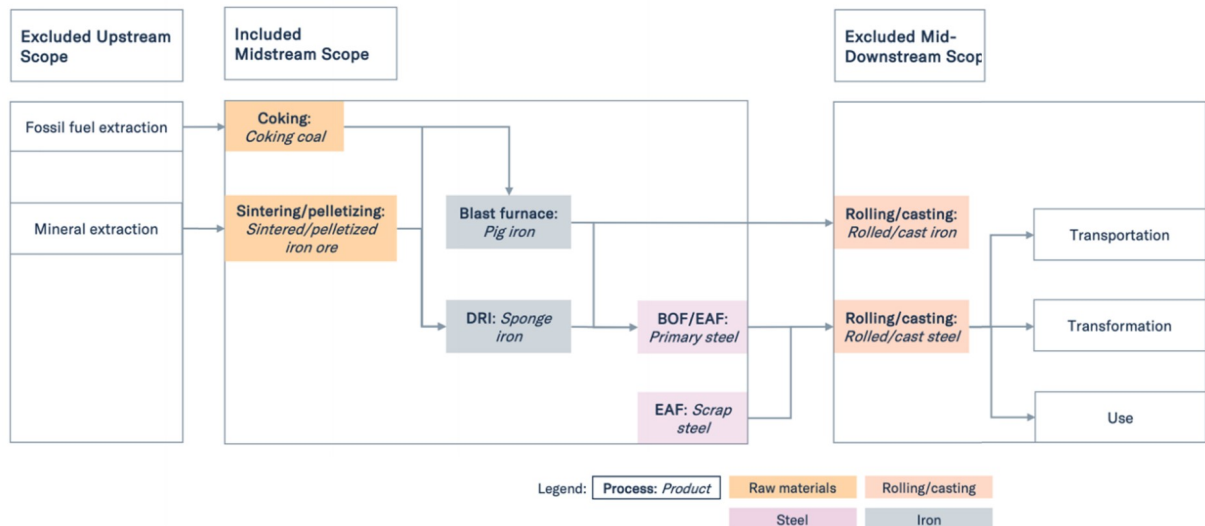 Excluded Upstream
Scope
Included
Midstream Scope
Excluded Mid-
Downstream Scop
Fossil fuel extraction
Mineral extraction
Coking:
Coking coal
Sintering/pelletizing:
Sintered/pelletized
iron ore
Blast furnace:
Pig iron
DRI: Sponge
iron
BOF/EAF:
Primary steel
EAF: Scrap
steel
Rolling/casting:
Rolled/cast iron
Rolling/casting:
Rolled/cast steel
Transportation
Transformation
Use
Legend:
Process: Product
Raw materials
Rolling/casting
Steel
Iron